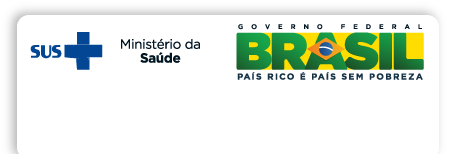 SUS
Ministério da
Saúde
GOVERNO FEDERAL
BRASIL
PAÍS RICO É PAÍS SEM POBREZA